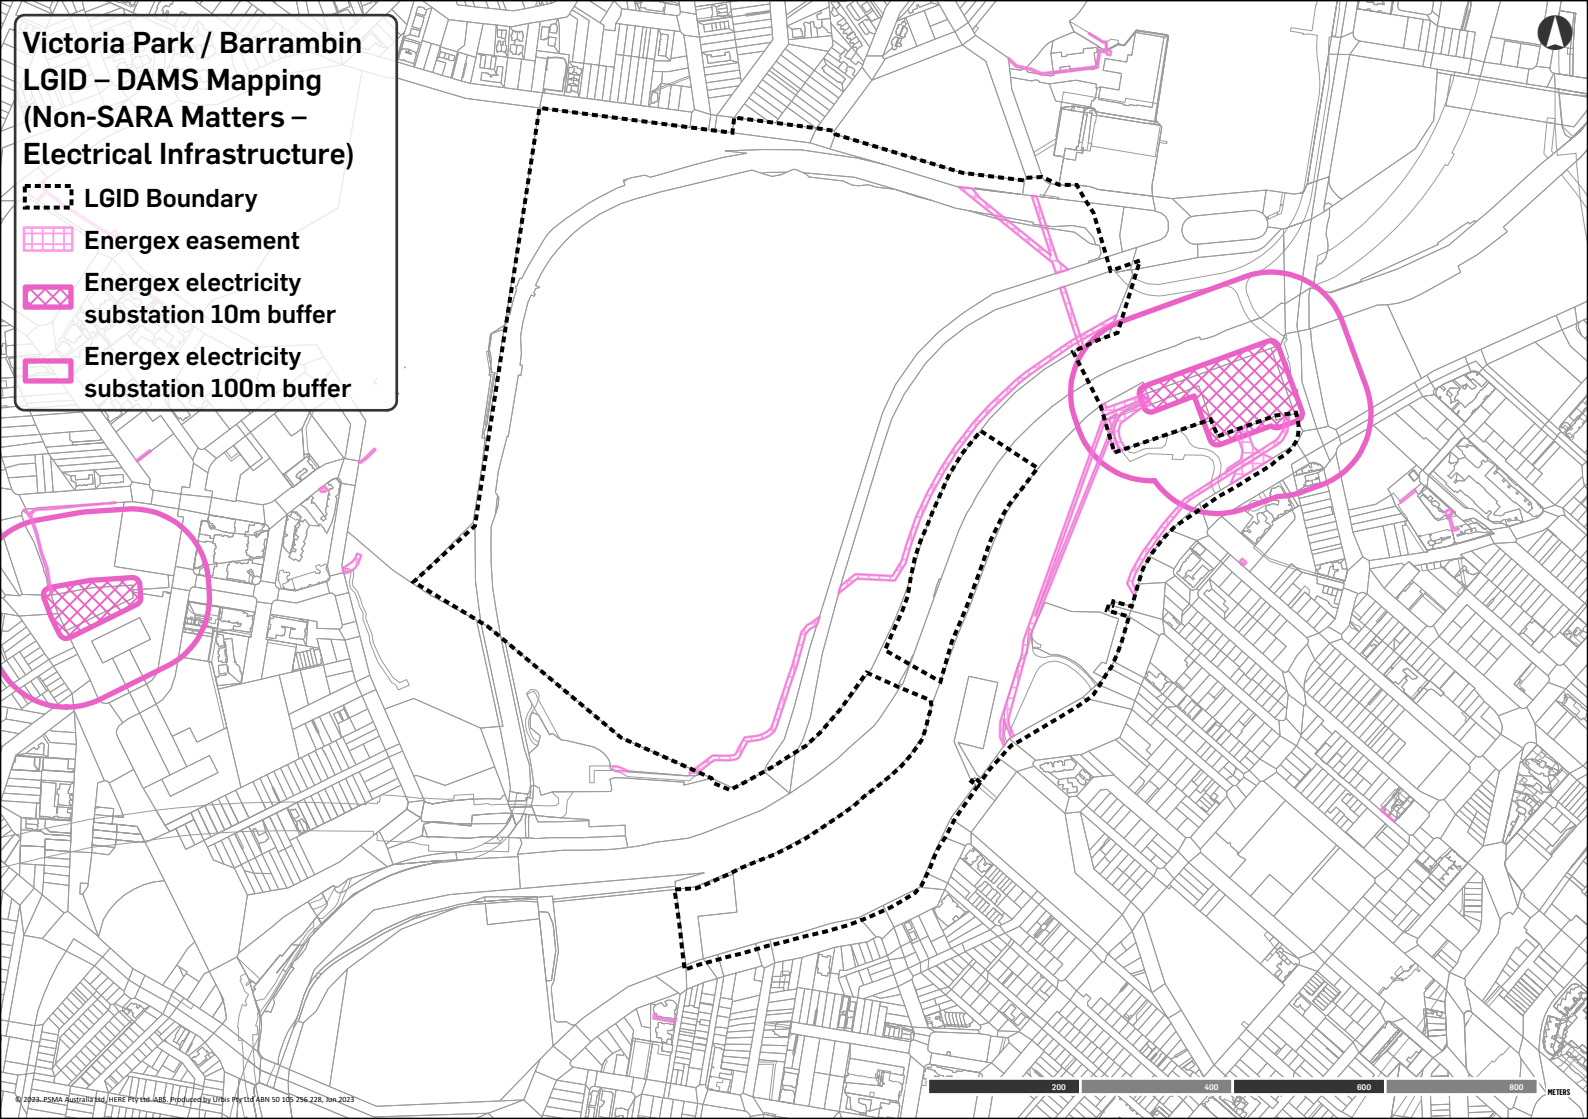 Victoria Park / Barrambin
LGID – DAMS Mapping
(Non-SARA Matters –
Electrical Infrastructure)
LGID Boundary
Energex easement
Energex electricity
substation 10m buffer
Energex electricity
substation 100m buffer
200 400 600 800
METERS
© 2023. PSMA Australia Ltd, HERE Pty Ltd. ABS. Produced by Urbis Pty Ltd ABN 50 105 256 228, Jun 2023